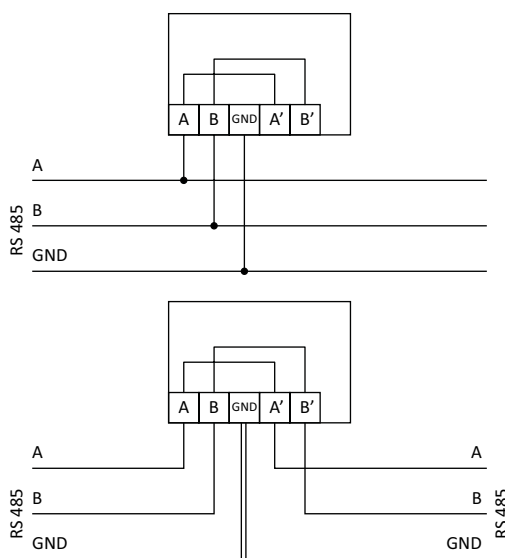 A B GND A’ B’
A
B
RS 485
GND
A B GND A’ B’
A A
B B
RS 485 RS 485
GND GND